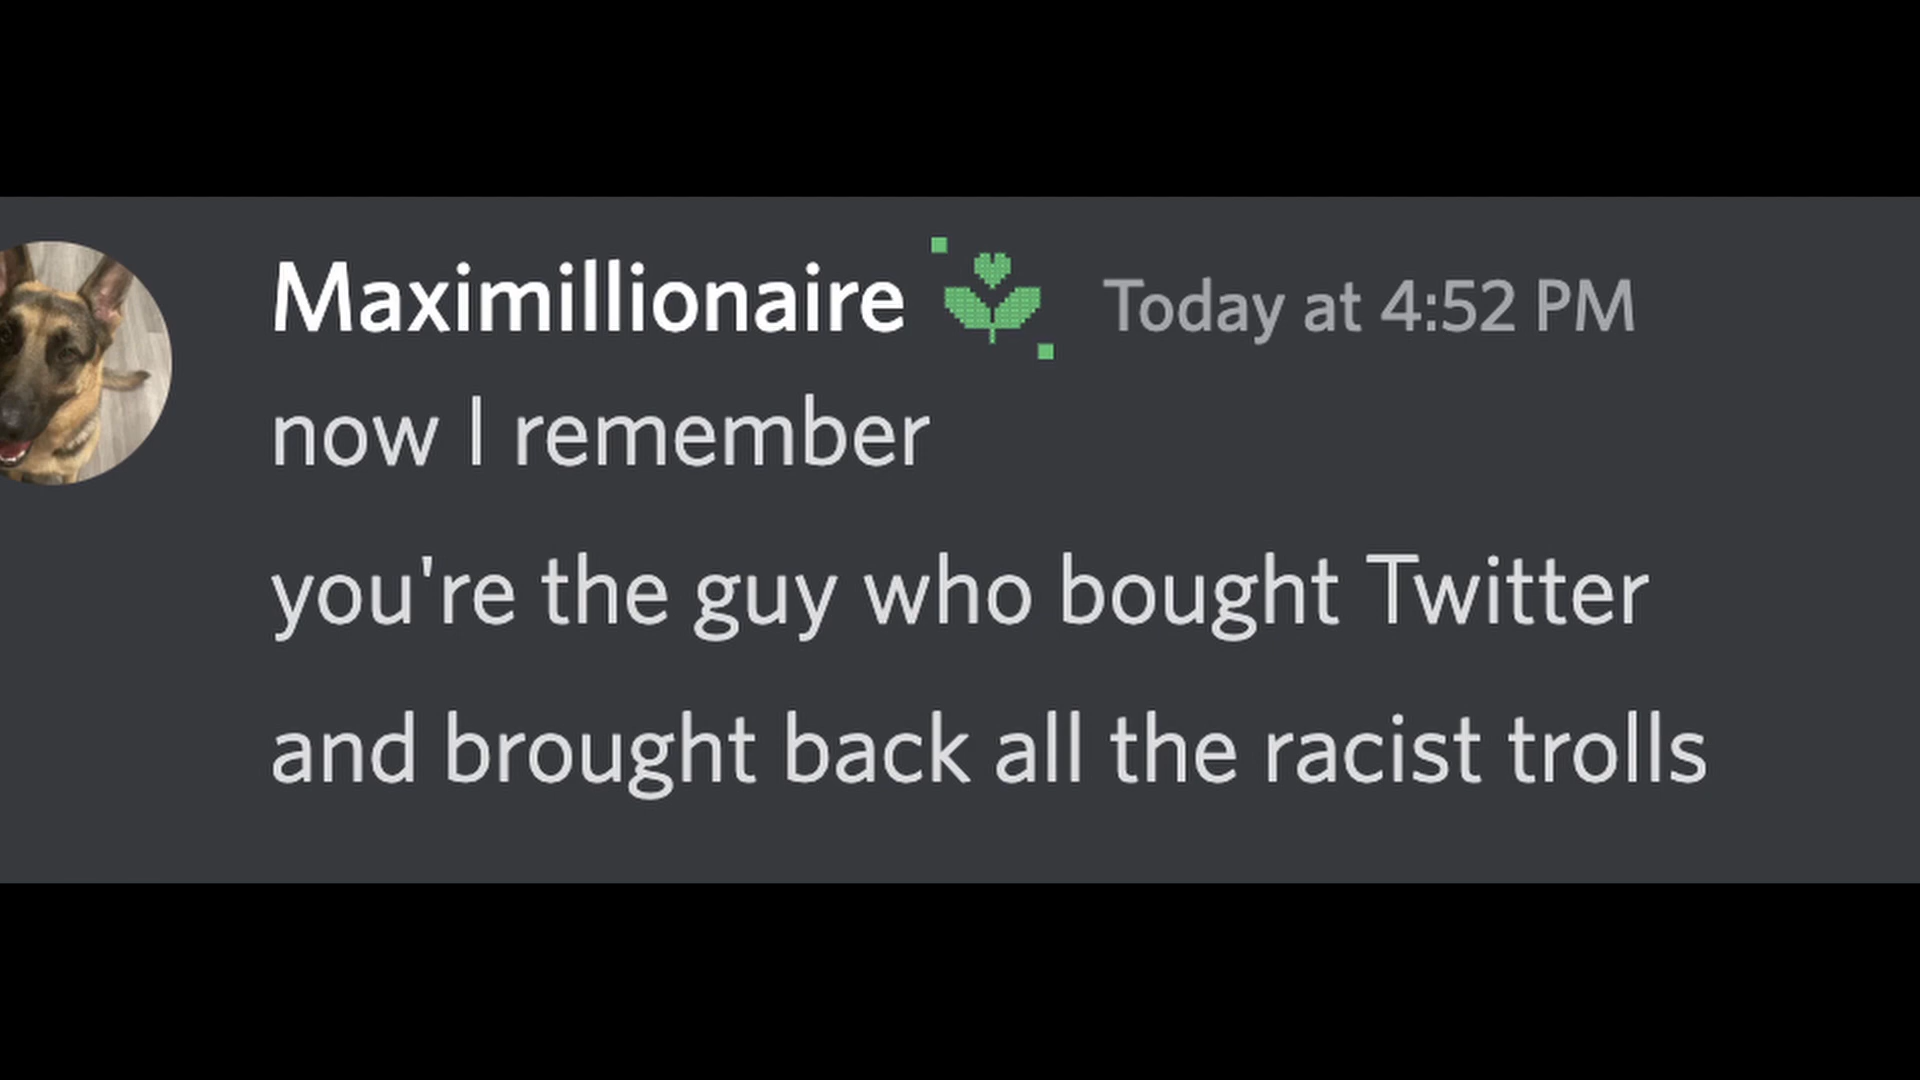 Maximillionaire Today at 4:52 PM
now I remember
you're the guy who bought Twitter
and brought back all the racist trolls